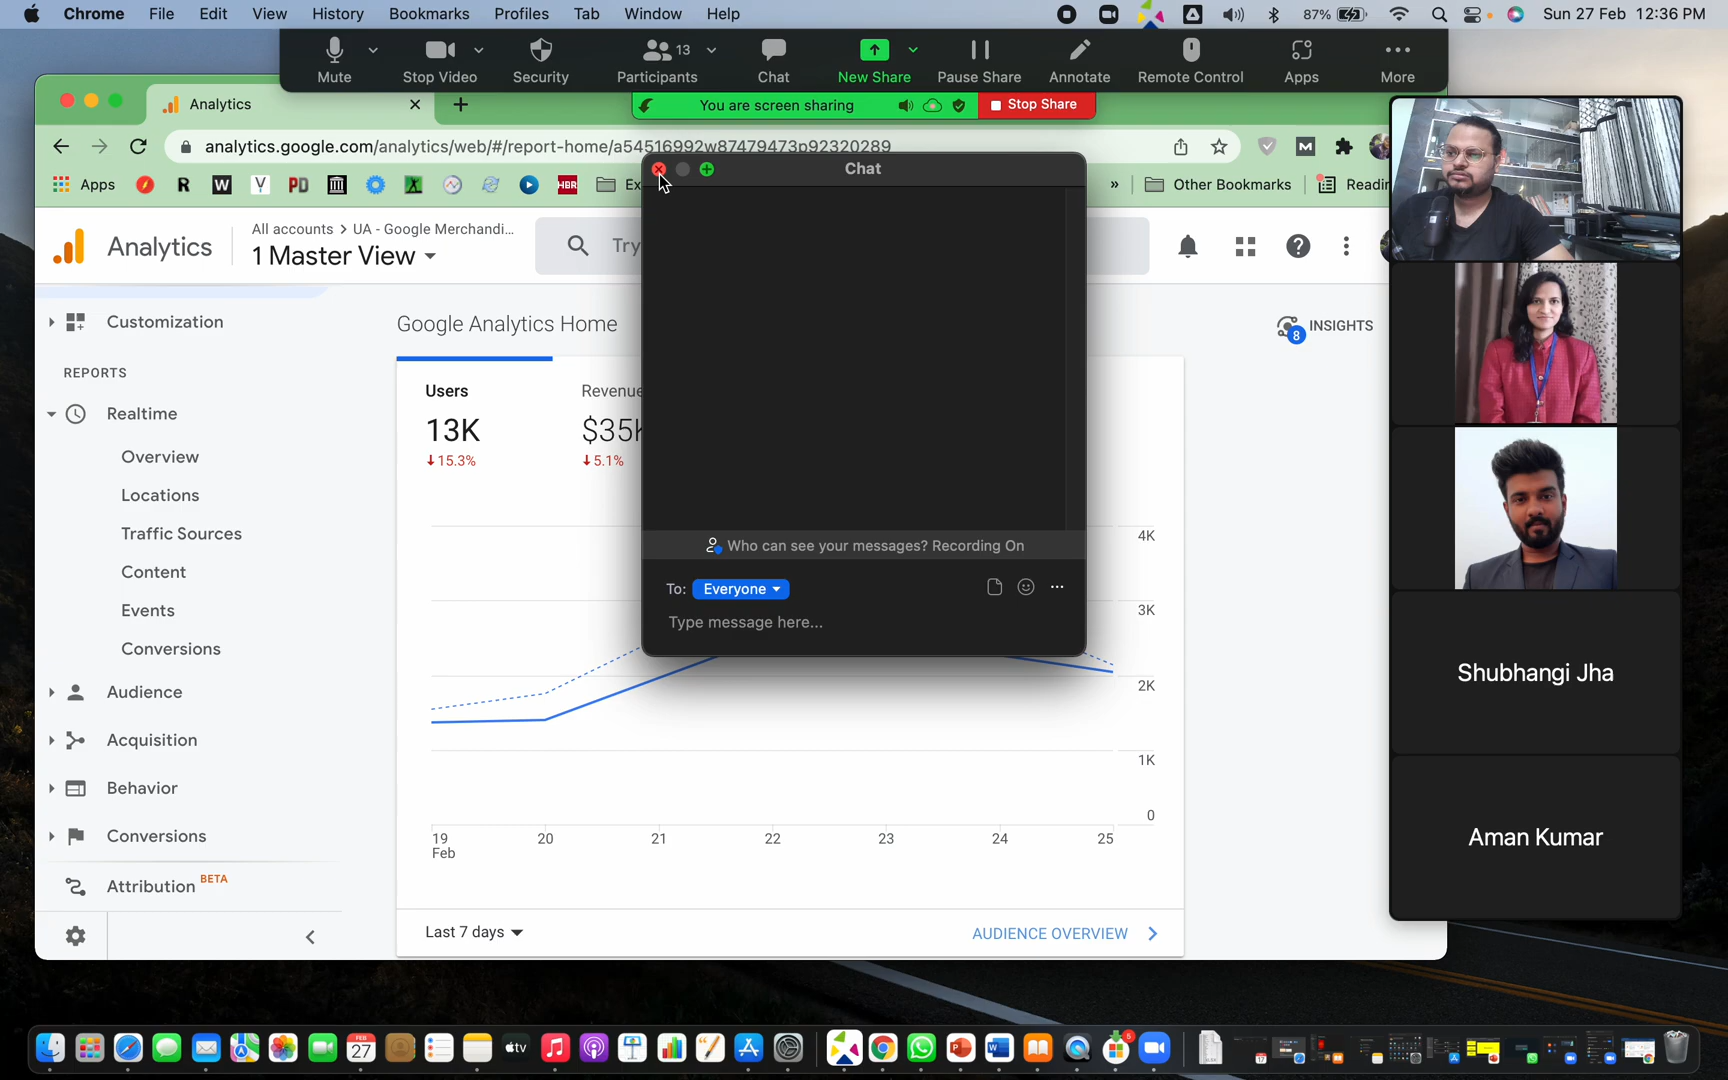 Chrome File Edit View History Bookmarks Profiles Tab Window Help
87% Sun 27 Feb 12:36 PM
Mute Stop Video Security Participants 13 Chat New Share Pause Share Annotate Remote Control Apps More
You are screen sharing Stop Share
Analytics
analytics.google.com/analytics/web/#/report-home/a54516992w87479473p92320289
Apps R W Y PD HBR Ex » Other Bookmarks Readin
Chat
Analytics
All accounts > UA - Google Merchandi...
1 Master View
Try
Customization
REPORTS
Realtime
Overview
Locations
Traffic Sources
Content
Events
Conversions
Audience
Acquisition
Behavior
Conversions
Attribution BETA
Google Analytics Home
INSIGHTS
8
Users
13K
15.3%
Revenue
$35K
5.1%
4K
3K
2K
1K
0
19
Feb
20 21 22 23 24 25
Last 7 days
AUDIENCE OVERVIEW
Who can see your messages? Recording On
To: Everyone
Type message here...
Shubhangi Jha
Aman Kumar
FEB
27
tv
5